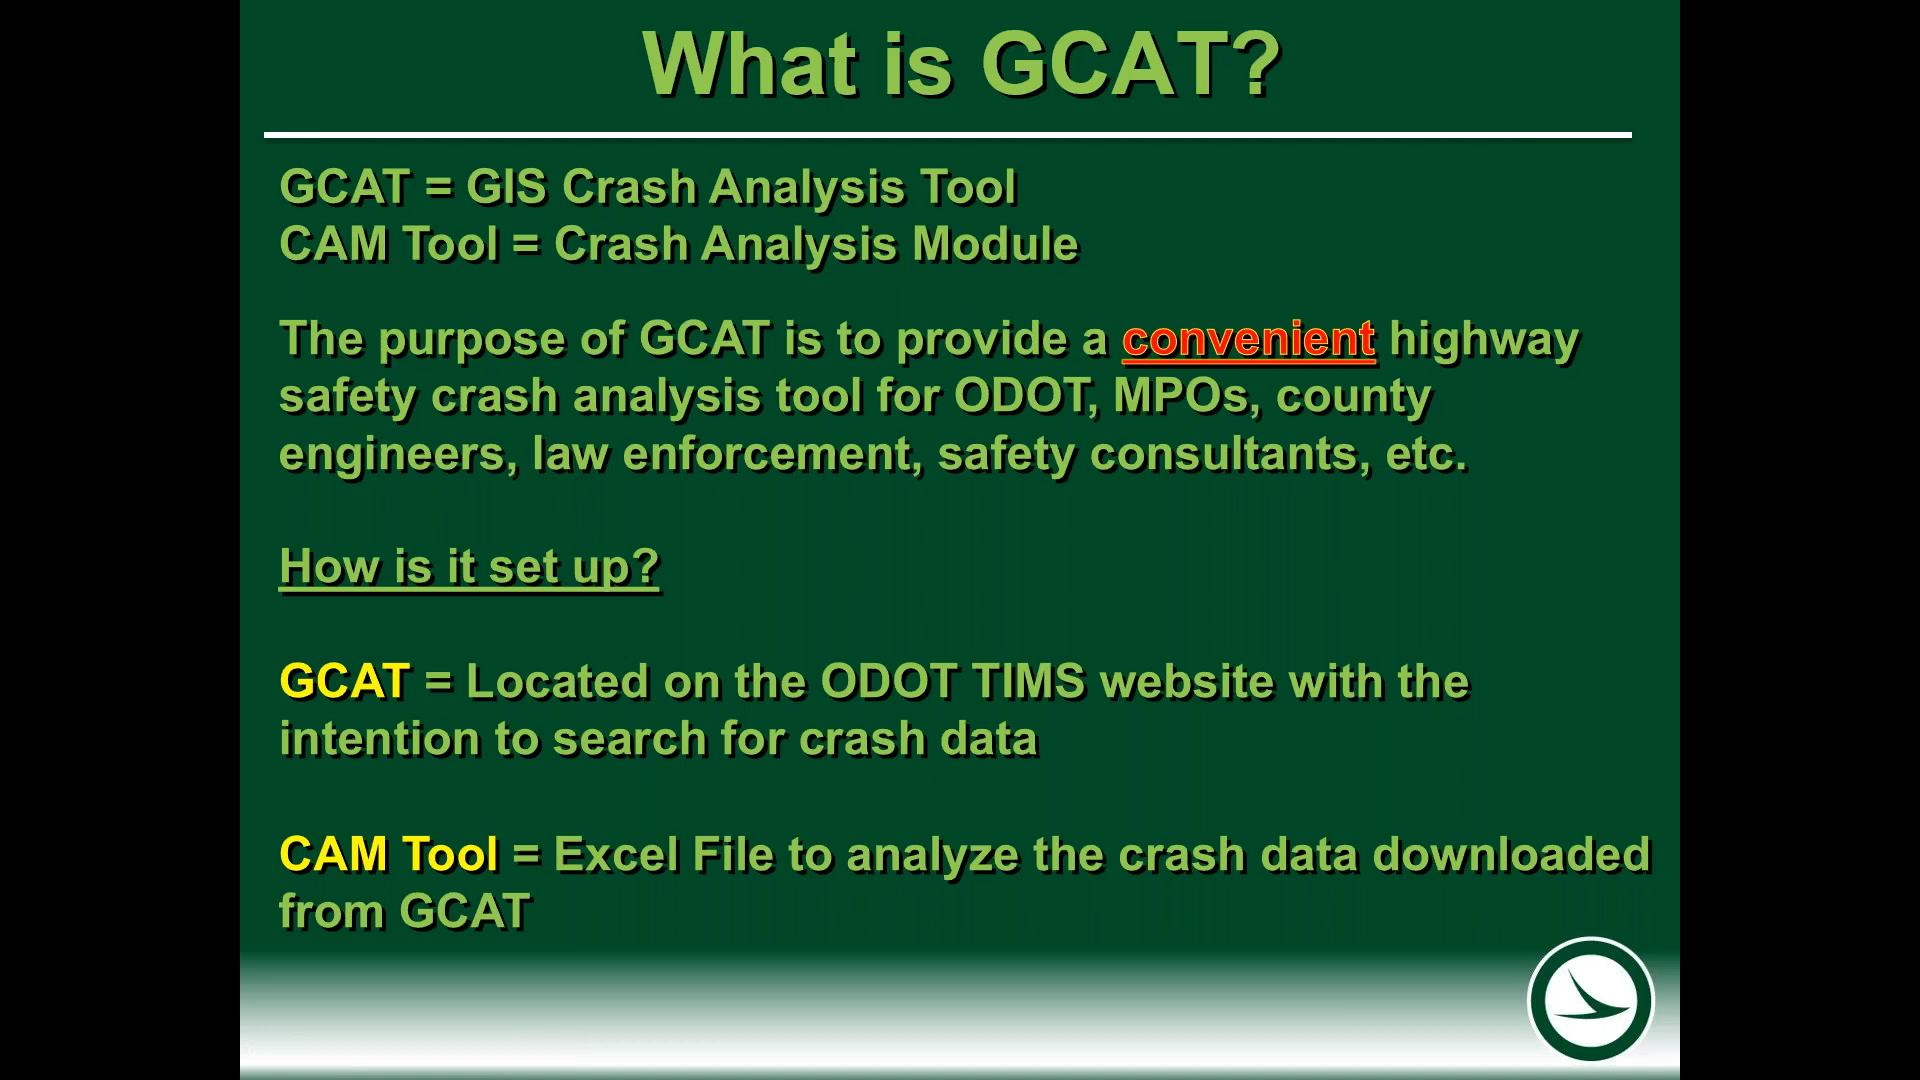 What is GCAT?
GCAT = GIS Crash Analysis Tool
CAM Tool = Crash Analysis Module
The purpose of GCAT is to provide a convenient highway
safety crash analysis tool for ODOT, MPOs, county
engineers, law enforcement, safety consultants, etc.
How is it set up?
GCAT = Located on the ODOT TIMS website with the
intention to search for crash data
CAM Tool = Excel File to analyze the crash data downloaded
from GCAT